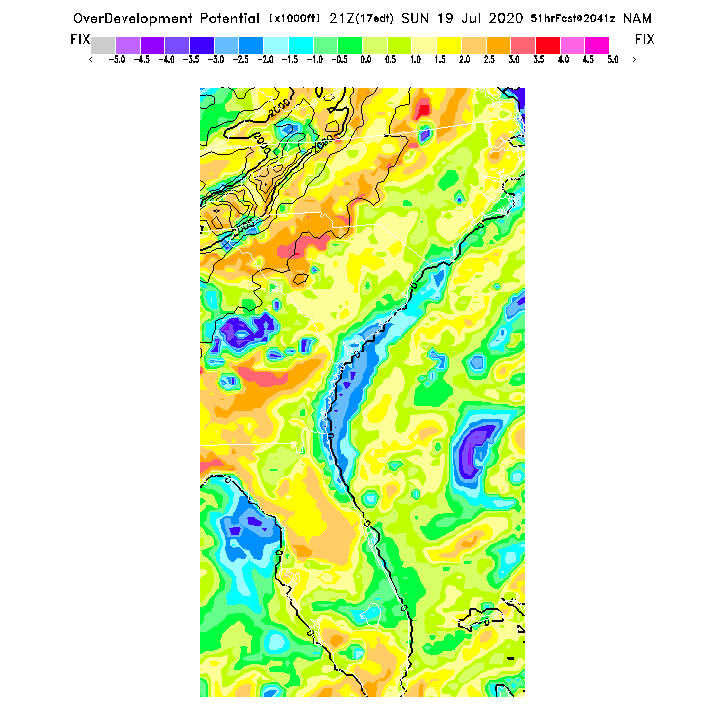 OverDevelopment Potential [x1000ft] 21Z(17edt) SUN 19 Jul 2020 51hrFcst@2041z NAM
FIX FIX
< -5.0 -4.5 -4.0 -3.5 -3.0 -2.5 -2.0 -1.5 -1.0 -0.5 0.0 0.5 1.0 1.5 2.0 2.5 3.0 3.5 4.0 4.5 5.0 >
2000
2000